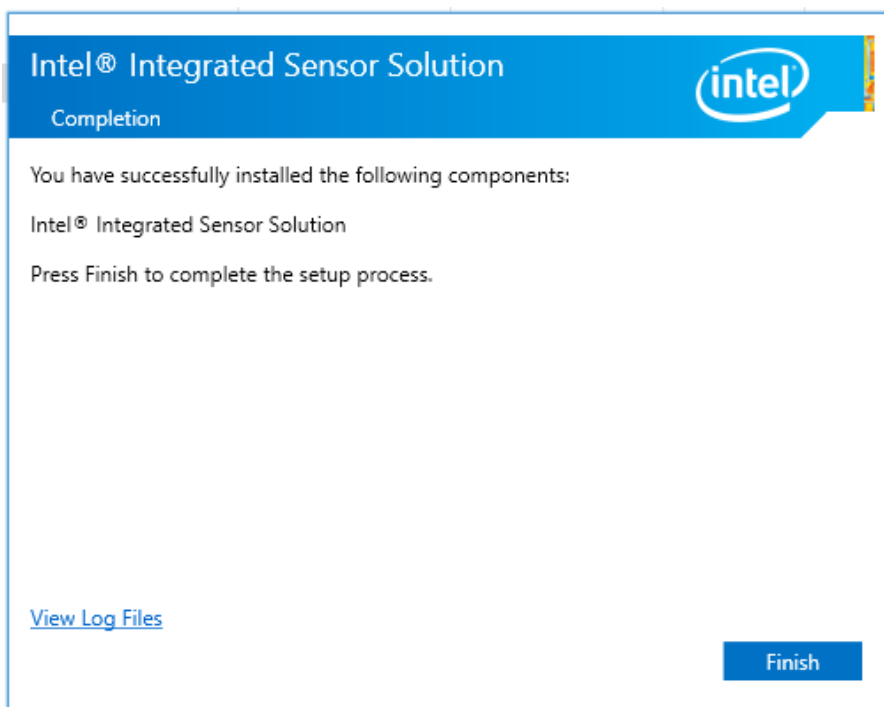 Intel® Integrated Sensor Solution
intel
Completion
You have successfully installed the following components:
Intel® Integrated Sensor Solution
Press Finish to complete the setup process.
View Log Files
Finish